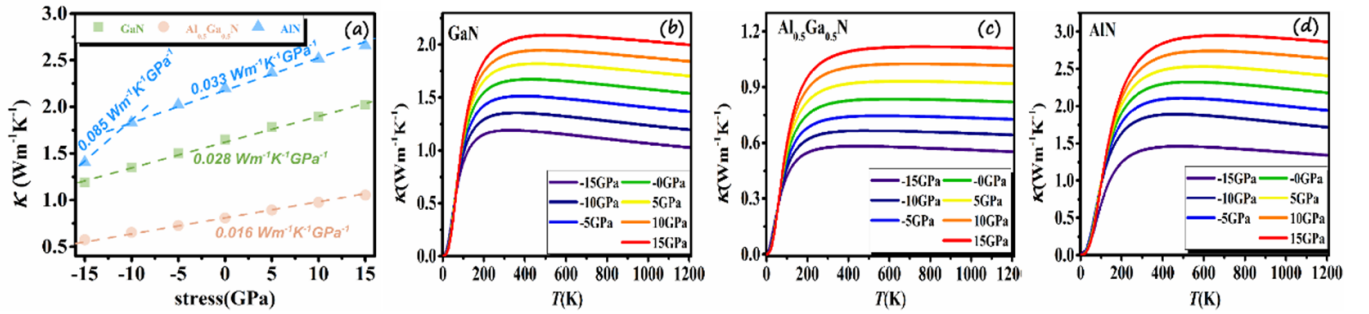 (a)
GaN Al0.5Ga0.5N AlN
0.033 Wm-1K-1GPa-1
0.085 Wm-1K-1GPa-1
0.028 Wm-1K-1GPa-1
0.016 Wm-1K-1GPa-1
κ (Wm-1K-1)
3.0
2.5
2.0
1.5
1.0
0.5
-15 -10 -5 0 5 10 15
stress(GPa)
(b)
GaN
κ(Wm-1K-1)
2.0
1.5
1.0
0.5
0.0
-15GPa -0GPa
-10GPa 5GPa
-5GPa 10GPa
15GPa
0 200 400 600 800 1000 1200
T(K)
(c)
Al0.5Ga0.5N
κ(Wm-1K-1)
1.2
0.9
0.6
0.3
0.0
-15GPa -0GPa
-10GPa 5GPa
-5GPa 10GPa
15GPa
0 200 400 600 800 1000 1200
T(K)
(d)
AlN
κ(Wm-1K-1)
3.0
2.5
2.0
1.5
1.0
0.5
0.0
-15GPa -0GPa
-10GPa 5GPa
-5GPa 10GPa
15GPa
0 200 400 600 800 1000 1200
T(K)